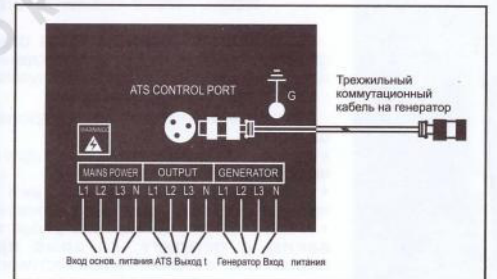 ATS CONTROL PORT
G
Трехжильный
коммутационный
кабель на генератор
WARNING
MAINS POWER OUTPUT GENERATOR
L1 L2 L3 N L1 L2 L3 N L1 L2 L3 N
Вход основ. питания ATS Выход t Генератор Вход питания